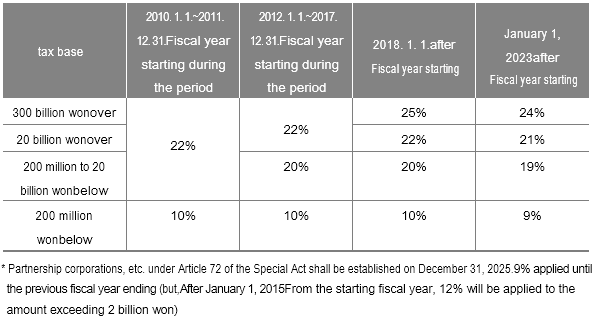 tax base
2010. 1. 1.~2011.
12.31.Fiscal year
starting during
the period
2012. 1. 1.~2017.
12.31.Fiscal year
starting during
the period
2018. 1. 1.after
Fiscal year starting
January 1,
2023after
Fiscal year starting
300 billion wonover
22%
22%
25%
24%
20 billion wonover
22%
21%
200 million to 20
billion wonbelow
20%
20%
19%
200 million
wonbelow
10%
10%
10%
9%
* Partnership corporations, etc. under Article 72 of the Special Act shall be established on December 31, 2025.9% applied until
the previous fiscal year ending (but,After January 1, 2015From the starting fiscal year, 12% will be applied to the
amount exceeding 2 billion won)